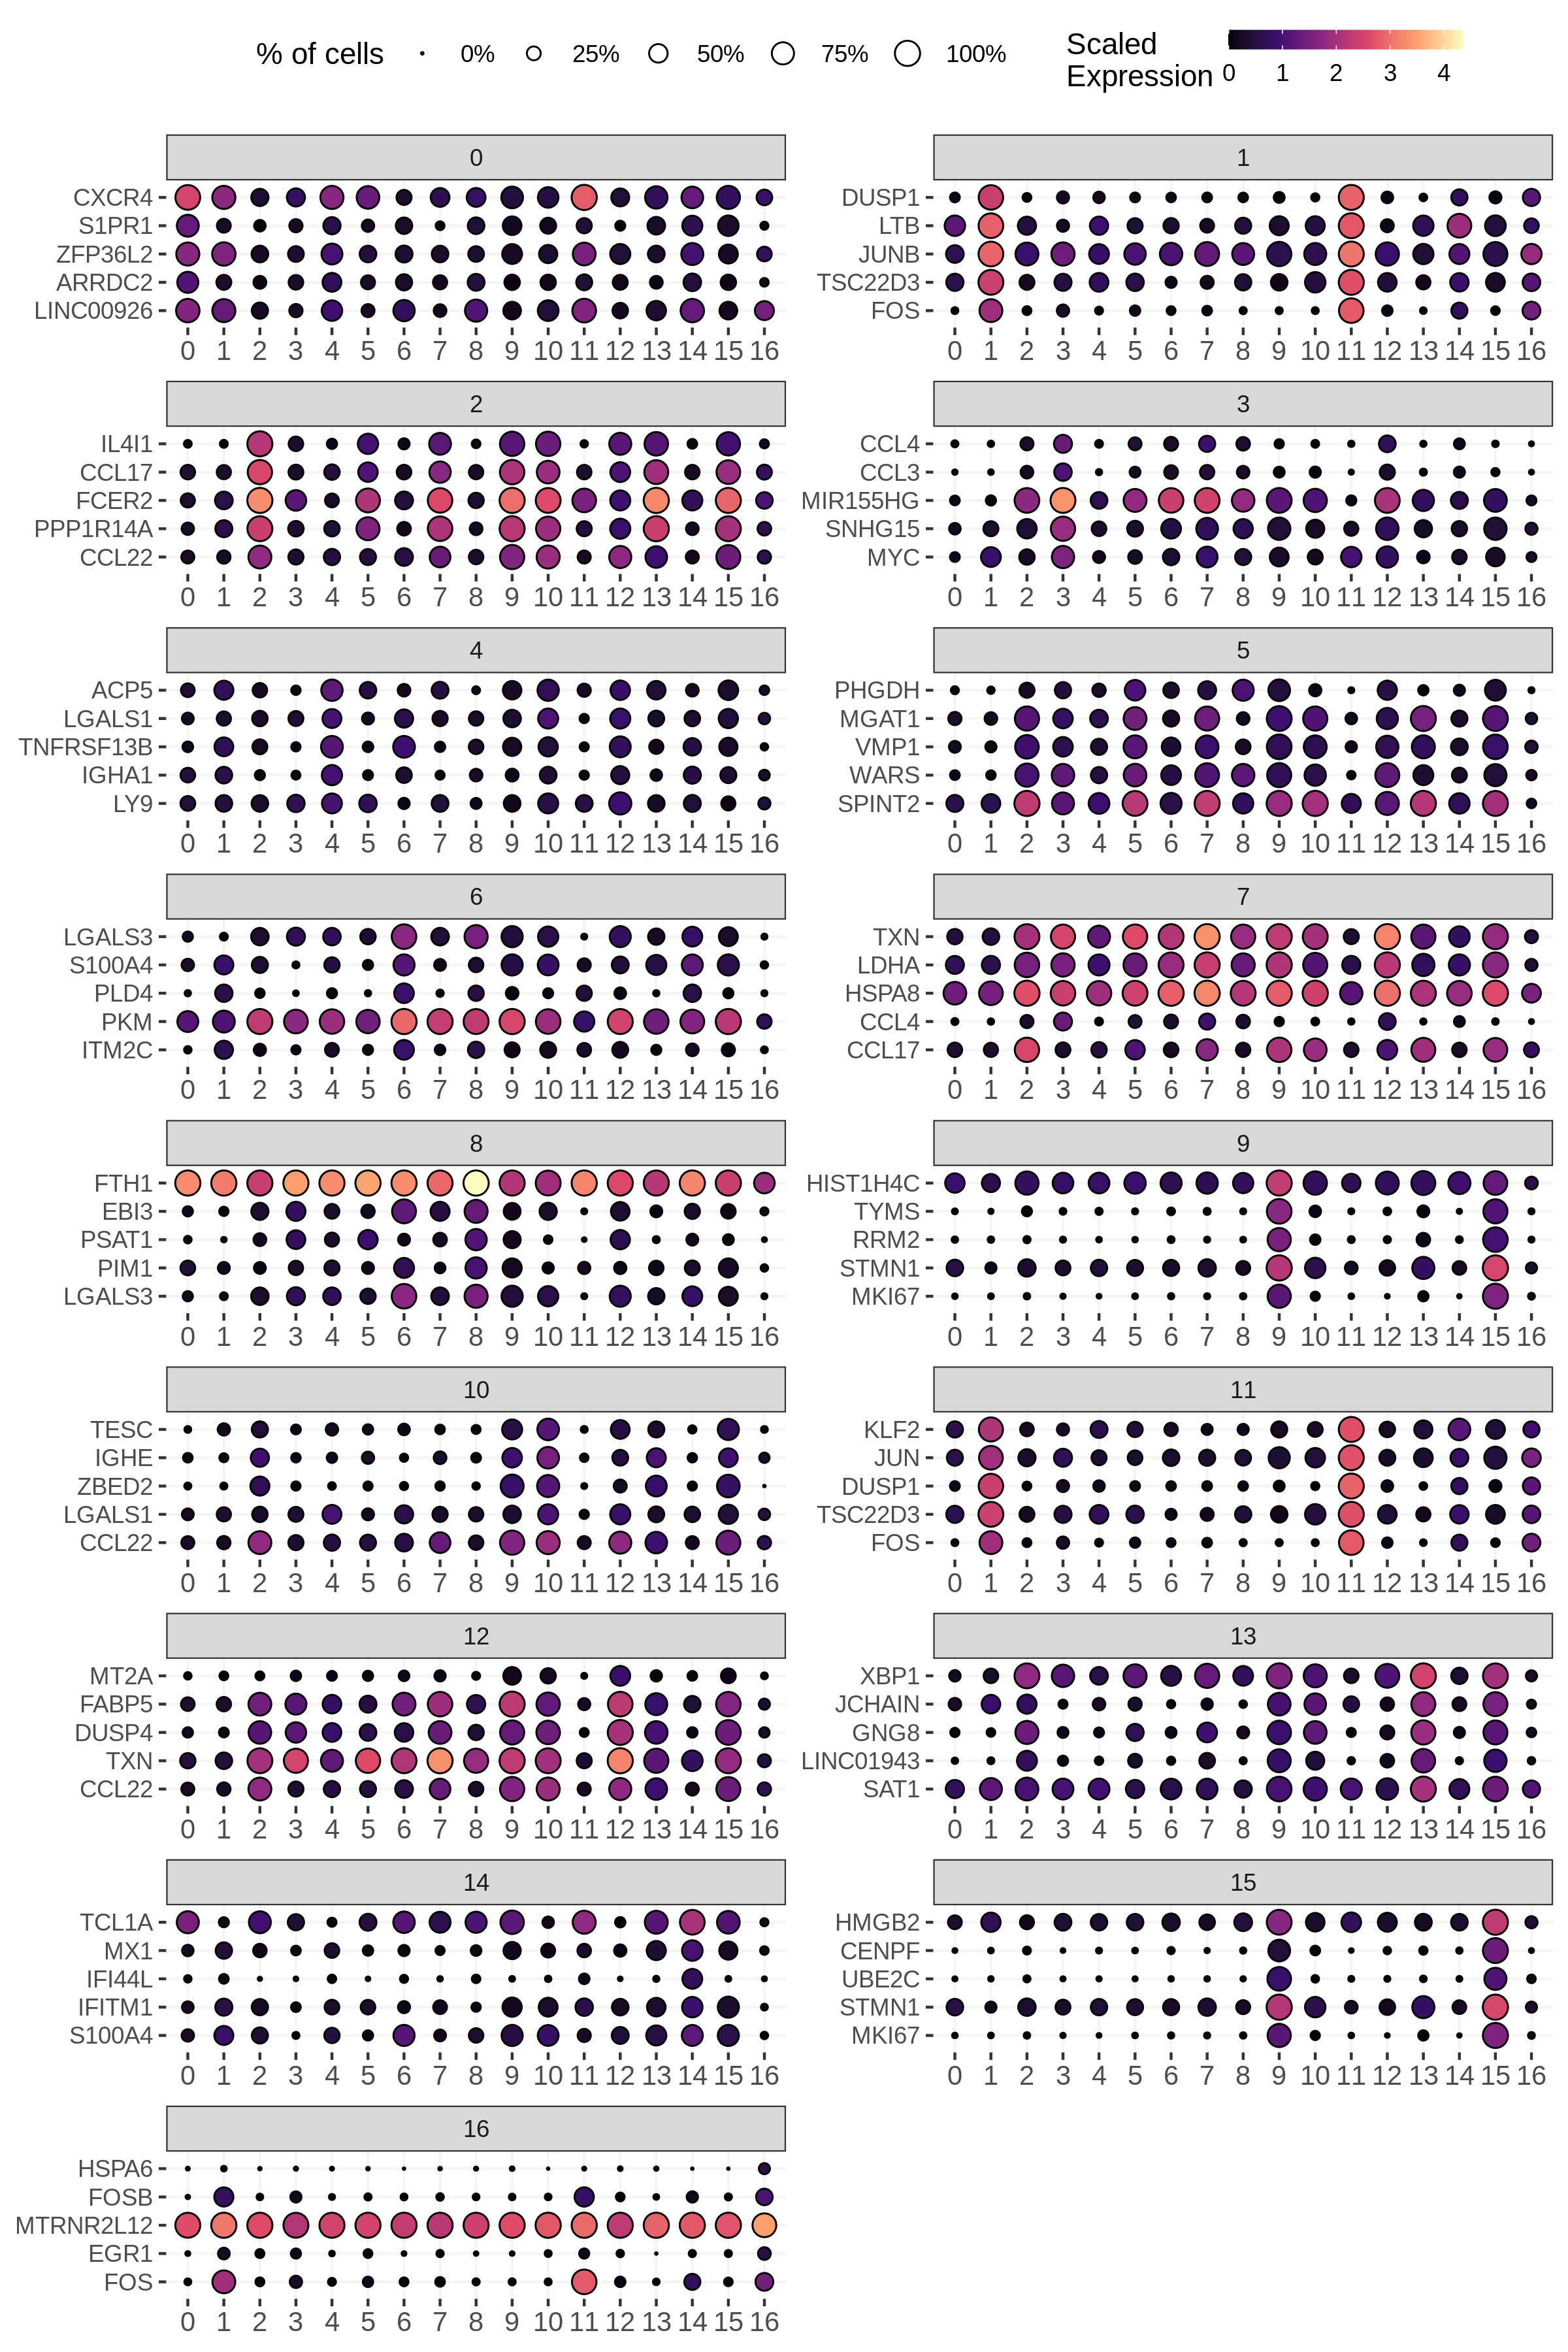 % of cells 0% 25% 50% 75% 100%
Scaled
Expression 0 1 2 3 4
0
CXCR4
S1PR1
ZFP36L2
ARRDC2
LINC00926
0 1 2 3 4 5 6 7 8 9 10 11 12 13 14 15 16
1
DUSP1
LTB
JUNB
TSC22D3
FOS
0 1 2 3 4 5 6 7 8 9 10 11 12 13 14 15 16
2
IL4I1
CCL17
FCER2
PPP1R14A
CCL22
0 1 2 3 4 5 6 7 8 9 10 11 12 13 14 15 16
3
CCL4
CCL3
MIR155HG
SNHG15
MYC
0 1 2 3 4 5 6 7 8 9 10 11 12 13 14 15 16
4
ACP5
LGALS1
TNFRSF13B
IGHA1
LY9
0 1 2 3 4 5 6 7 8 9 10 11 12 13 14 15 16
5
PHGDH
MGAT1
VMP1
WARS
SPINT2
0 1 2 3 4 5 6 7 8 9 10 11 12 13 14 15 16
6
LGALS3
S100A4
PLD4
PKM
ITM2C
0 1 2 3 4 5 6 7 8 9 10 11 12 13 14 15 16
7
TXN
LDHA
HSPA8
CCL4
CCL17
0 1 2 3 4 5 6 7 8 9 10 11 12 13 14 15 16
8
FTH1
EBI3
PSAT1
PIM1
LGALS3
0 1 2 3 4 5 6 7 8 9 10 11 12 13 14 15 16
9
HIST1H4C
TYMS
RRM2
STMN1
MKI67
0 1 2 3 4 5 6 7 8 9 10 11 12 13 14 15 16
10
TESC
IGHE
ZBED2
LGALS1
CCL22
0 1 2 3 4 5 6 7 8 9 10 11 12 13 14 15 16
11
KLF2
JUN
DUSP1
TSC22D3
FOS
0 1 2 3 4 5 6 7 8 9 10 11 12 13 14 15 16
12
MT2A
FABP5
DUSP4
TXN
CCL22
0 1 2 3 4 5 6 7 8 9 10 11 12 13 14 15 16
13
XBP1
JCHAIN
GNG8
LINC01943
SAT1
0 1 2 3 4 5 6 7 8 9 10 11 12 13 14 15 16
14
TCL1A
MX1
IFI44L
IFITM1
S100A4
0 1 2 3 4 5 6 7 8 9 10 11 12 13 14 15 16
15
HMGB2
CENPF
UBE2C
STMN1
MKI67
0 1 2 3 4 5 6 7 8 9 10 11 12 13 14 15 16
16
HSPA6
FOSB
MTRNR2L12
EGR1
FOS
0 1 2 3 4 5 6 7 8 9 10 11 12 13 14 15 16